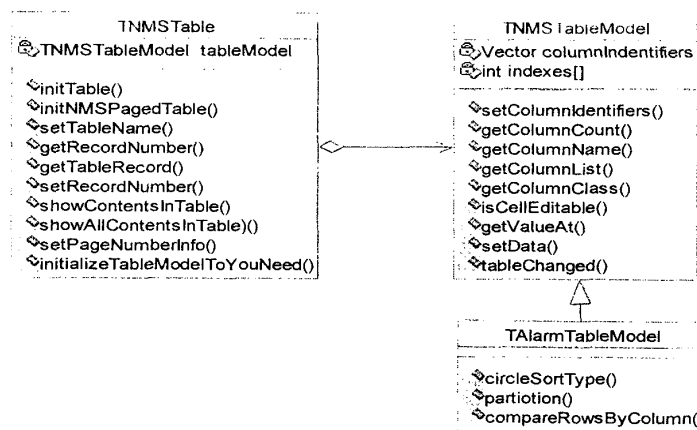 TNMSTable
TNMSTableModel tableModel
initTable()
initNMSPagedTable()
setTableName()
getRecordNumber()
getTableRecord()
setRecordNumber()
showContentsInTable()
showAllContentsInTable)()
setPageNumberInfo()
initializeTableModelToYouNeed()
TNMSTableModel
Vector columnIndentifiers
int indexes[]
setColumnIdentifiers()
getColumnCount()
getColumnName()
getColumnList()
getColumnClass()
isCellEditable()
getValueAt()
setData()
tableChanged()
TAlarmTableModel
circleSortType()
partiotion()
compareRowsByColumn(